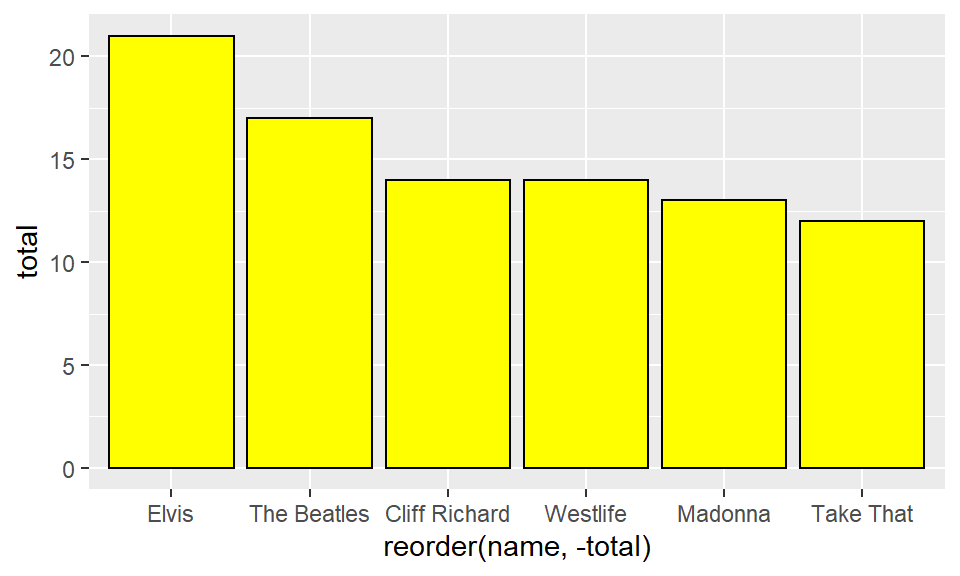 total
20
15
10
5
0
Elvis The Beatles Cliff Richard Westlife Madonna Take That
reorder(name, -total)